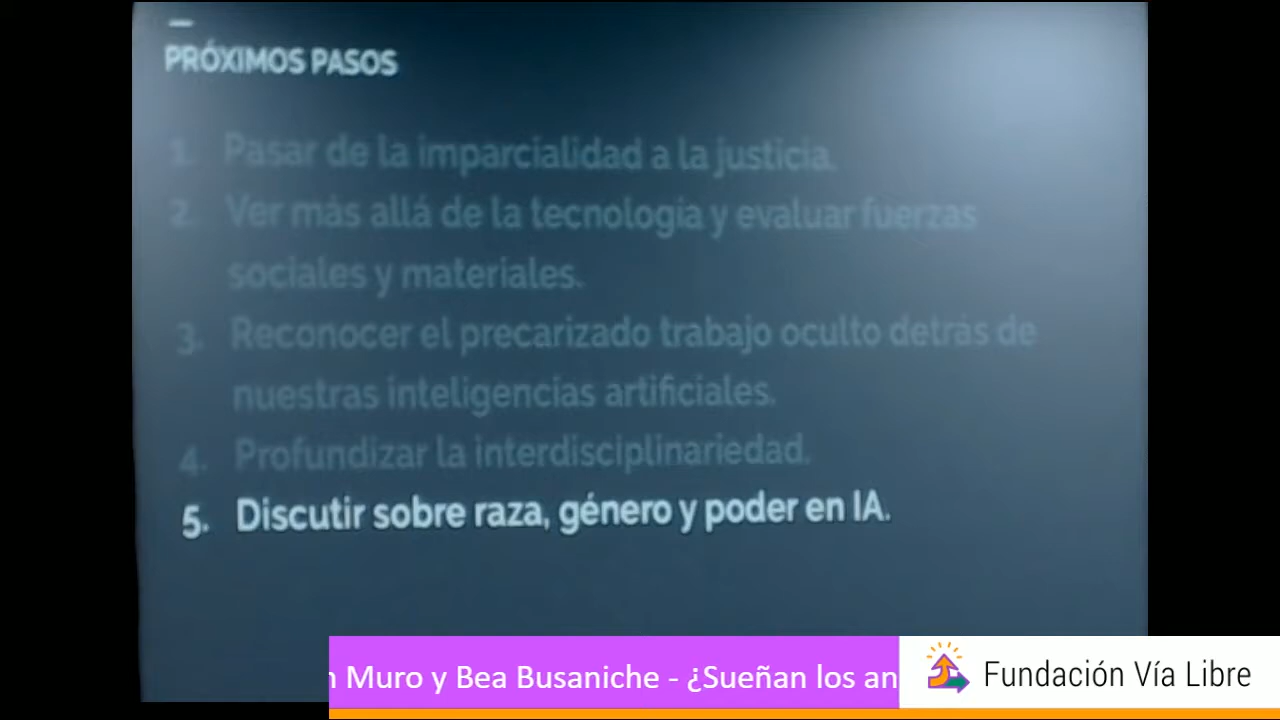 PRÓXIMOS PASOS
1. Pasar de la imparcialidad a la justicia.
2. Ver más allá de la tecnología y evaluar fuerzas
sociales y materiales.
3. Reconocer el precarizado trabajo oculto detrás de
nuestras inteligencias artificiales.
4. Profundizar la interdisciplinariedad.
5. Discutir sobre raza, género y poder en IA.
Muro y Bea Busaniche - ¿Sueñan los an
Fundación Vía Libre